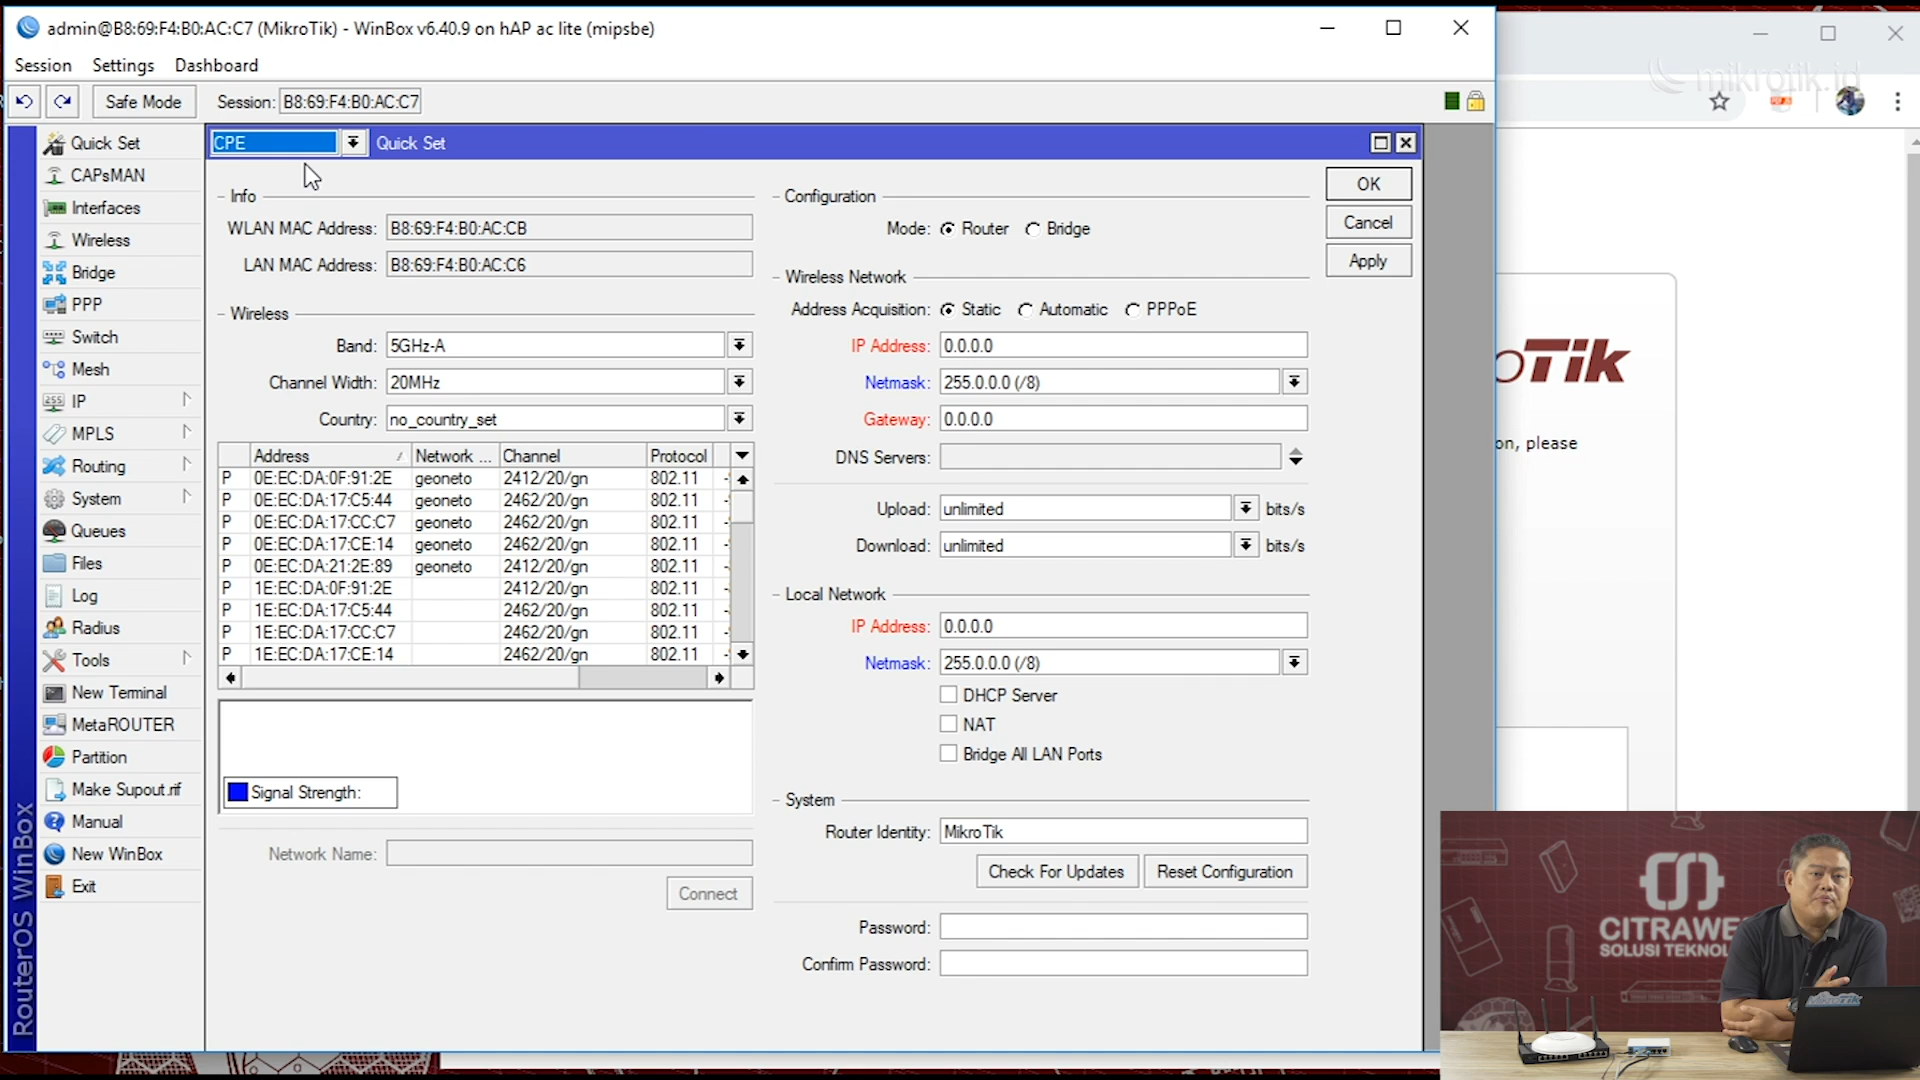 admin@B8:69:F4:B0:AC:C7 (MikroTik) - WinBox v6.40.9 on hAP ac lite (mipsbe)
Session Settings Dashboard
Safe Mode Session: B8:69:F4:B0:AC:C7
mikrotik.id
Quick Set
CAPsMAN
Interfaces
Wireless
Bridge
PPP
Switch
Mesh
IP
MPLS
Routing
System
Queues
Files
Log
Radius
Tools
New Terminal
MetaROUTER
Partition
Make Supout.rif
Manual
New WinBox
Exit
RouterOS WinBox
CPE Quick Set
Info
WLAN MAC Address: B8:69:F4:B0:AC:CB
LAN MAC Address: B8:69:F4:B0:AC:C6
Wireless
Band: 5GHz-A
Channel Width: 20MHz
Country: no_country_set
Address Network ... Channel Protocol
P 0E:EC:DA:0F:91:2E geoneto 2412/20/gn 802.11
P 0E:EC:DA:17:C5:44 geoneto 2462/20/gn 802.11
P 0E:EC:DA:17:CC:C7 geoneto 2462/20/gn 802.11
P 0E:EC:DA:17:CE:14 geoneto 2462/20/gn 802.11
P 0E:EC:DA:21:2E:89 geoneto 2412/20/gn 802.11
P 1E:EC:DA:0F:91:2E 2412/20/gn 802.11
P 1E:EC:DA:17:C5:44 2462/20/gn 802.11
P 1E:EC:DA:17:CC:C7 2462/20/gn 802.11
P 1E:EC:DA:17:CE:14 2462/20/gn 802.11
Signal Strength:
Network Name:
Connect
Configuration
Mode: Router Bridge
Wireless Network
Address Acquisition: Static Automatic PPPoE
IP Address: 0.0.0.0
Netmask: 255.0.0.0 (/8)
Gateway: 0.0.0.0
DNS Servers:
Upload: unlimited bits/s
Download: unlimited bits/s
Local Network
IP Address: 0.0.0.0
Netmask: 255.0.0.0 (/8)
DHCP Server
NAT
Bridge All LAN Ports
System
Router Identity: MikroTik
Check For Updates Reset Configuration
Password:
Confirm Password:
OK
Cancel
Apply
oTik
on, please
CITRAWE
SOLUSI TEKNOL